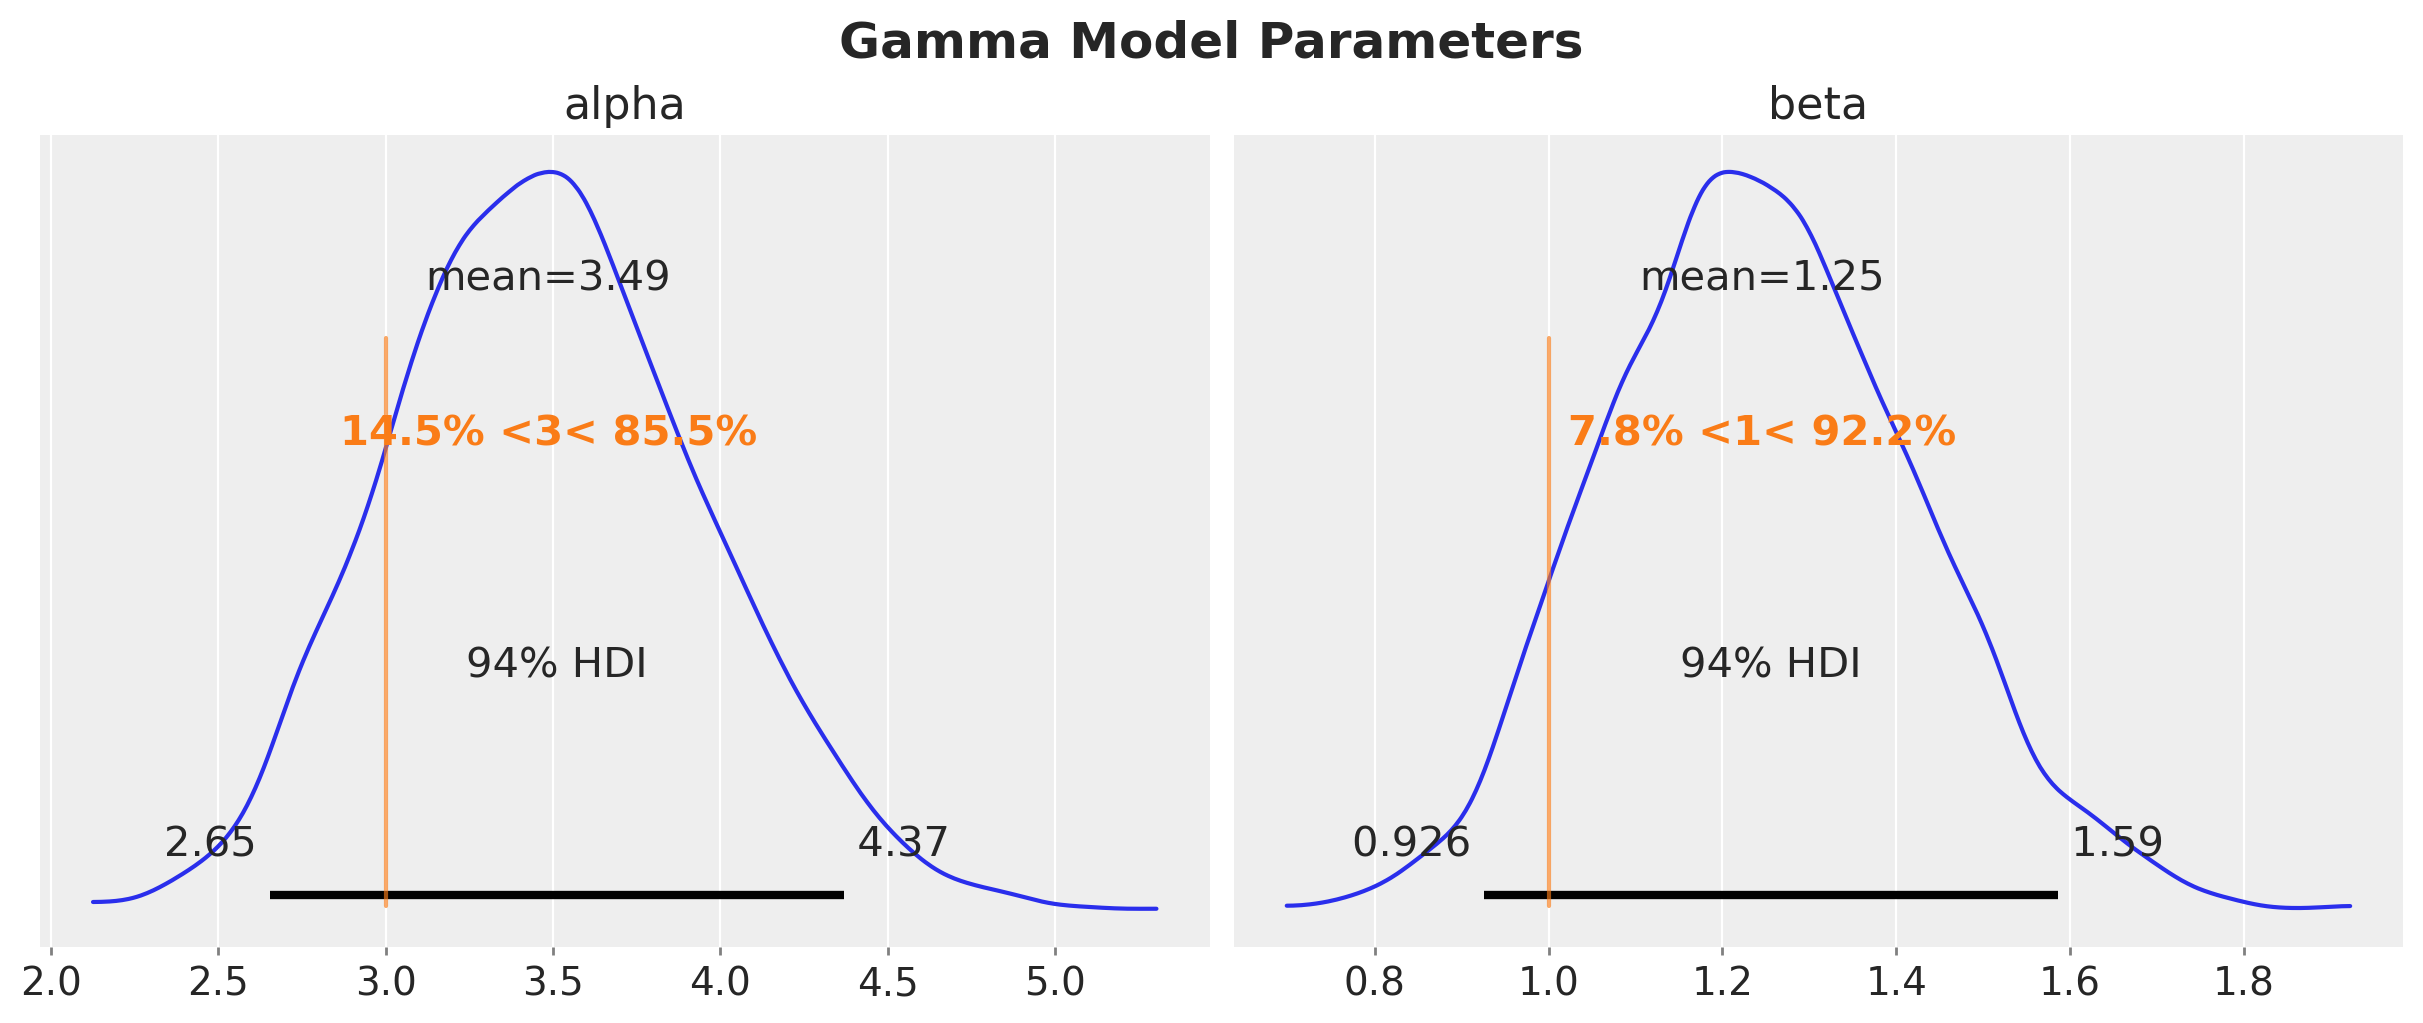 Gamma Model Parameters
alpha
mean=3.49
14.5% <3< 85.5%
94% HDI
2.65
4.37
2.0 2.5 3.0 3.5 4.0 4.5 5.0
beta
mean=1.25
7.8% <1< 92.2%
94% HDI
0.926
1.59
0.8 1.0 1.2 1.4 1.6 1.8